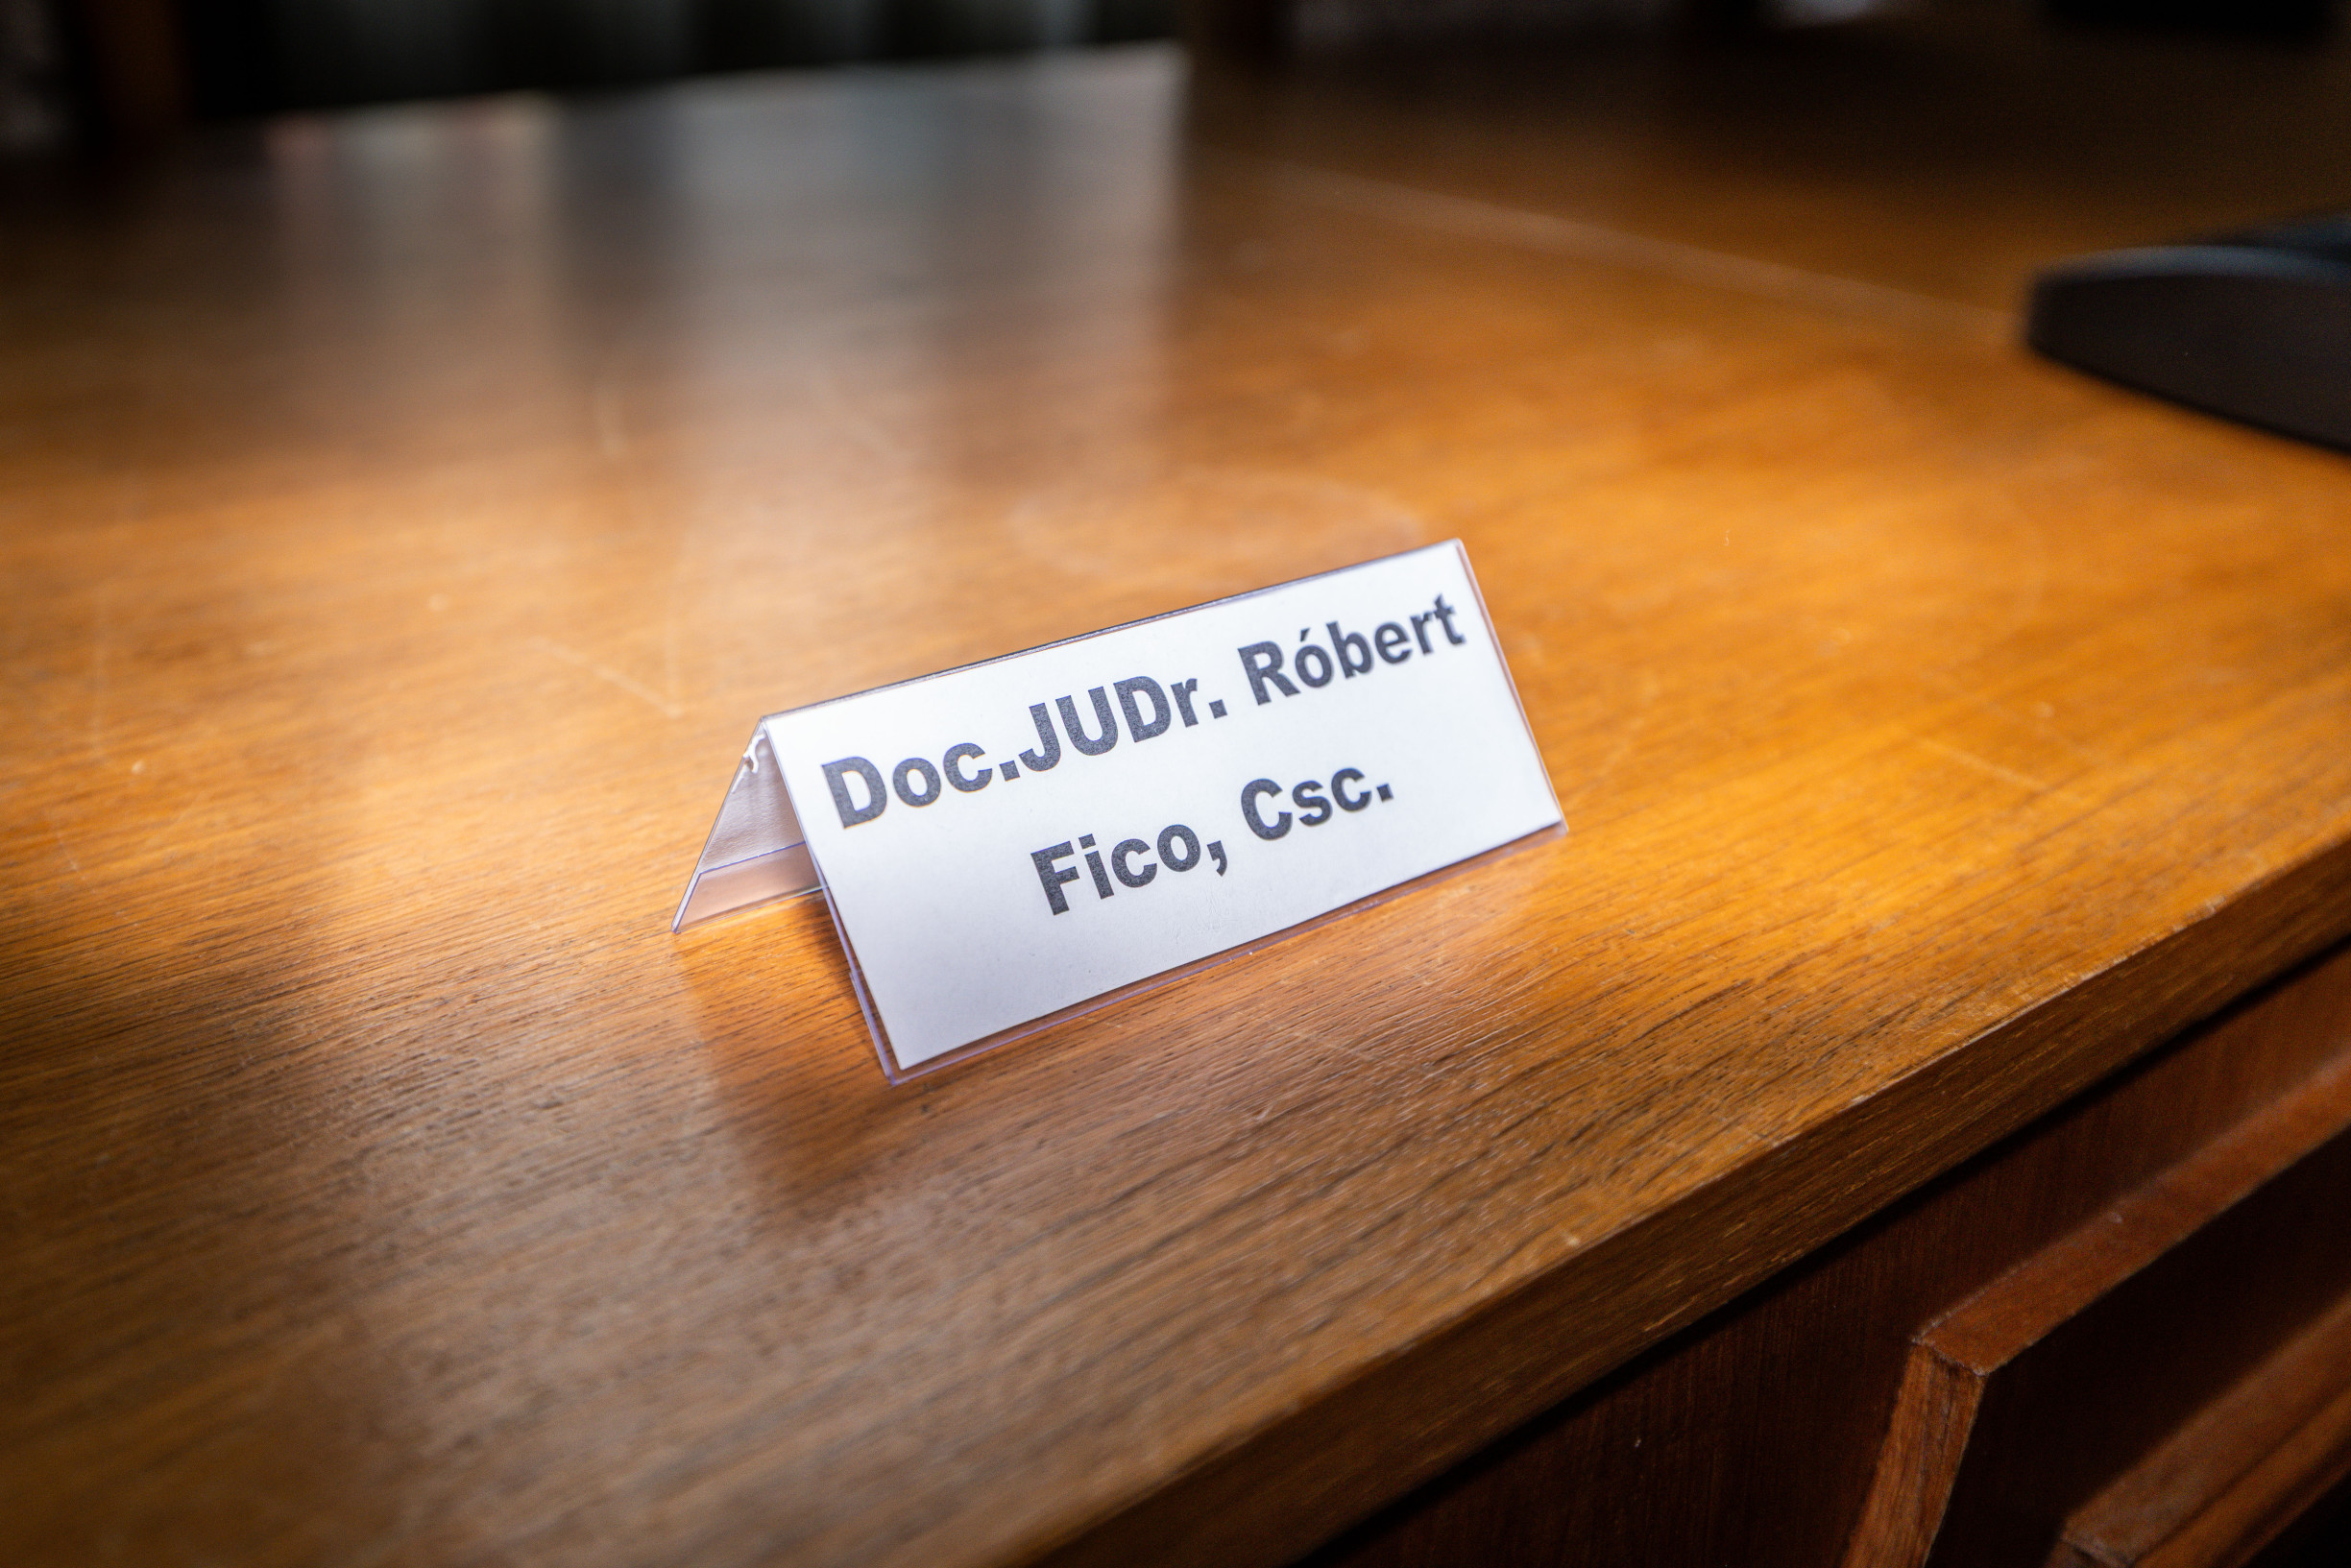 Doc.JUDr. Róbert
Fico, Csc.